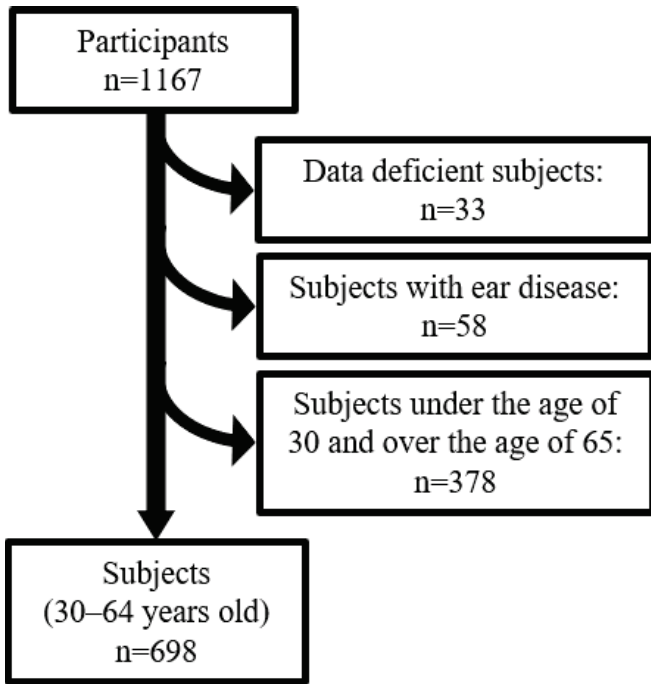 Participants
n=1167
Data deficient subjects:
n=33
Subjects with ear disease:
n=58
Subjects under the age of
30 and over the age of 65:
n=378
Subjects
(30–64 years old)
n=698